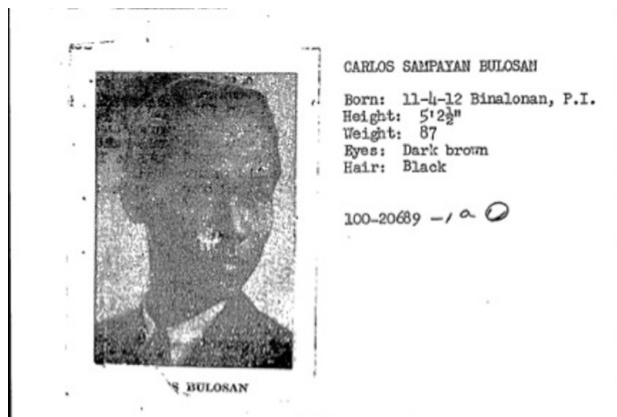 CARLOS SAMPAYAN BULOSAN
Born: 11-4-12 Binalonan, P.I.
Height: 5'2½"
Weight: 87
Eyes: Dark brown
Hair: Black
100-20689 -1a
S BULOSAN